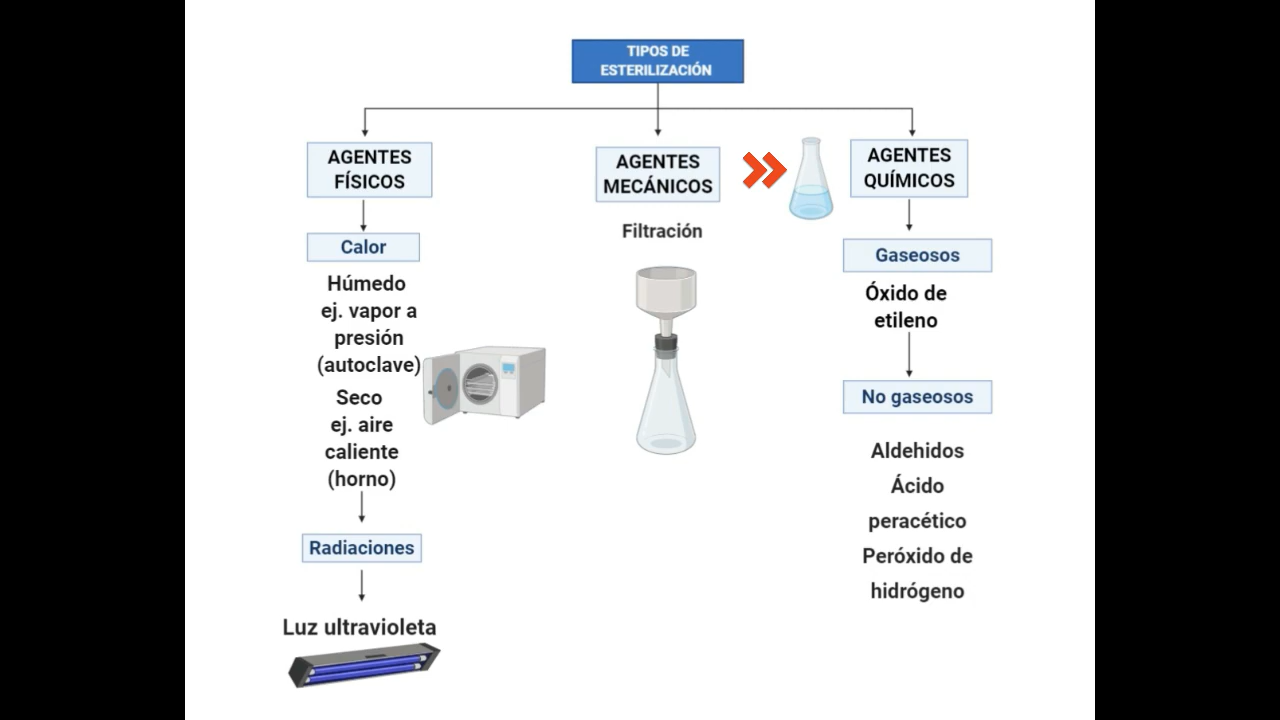 TIPOS DE
ESTERILIZACIÓN
AGENTES
FÍSICOS
Calor
Húmedo
ej. vapor a
presión
(autoclave)
Seco
ej. aire
caliente
(horno)
Radiaciones
Luz ultravioleta
AGENTES
MECÁNICOS
Filtración
AGENTES
QUÍMICOS
Gaseosos
Óxido de
etileno
No gaseosos
Aldehidos
Ácido
peracético
Peróxido de
hidrógeno